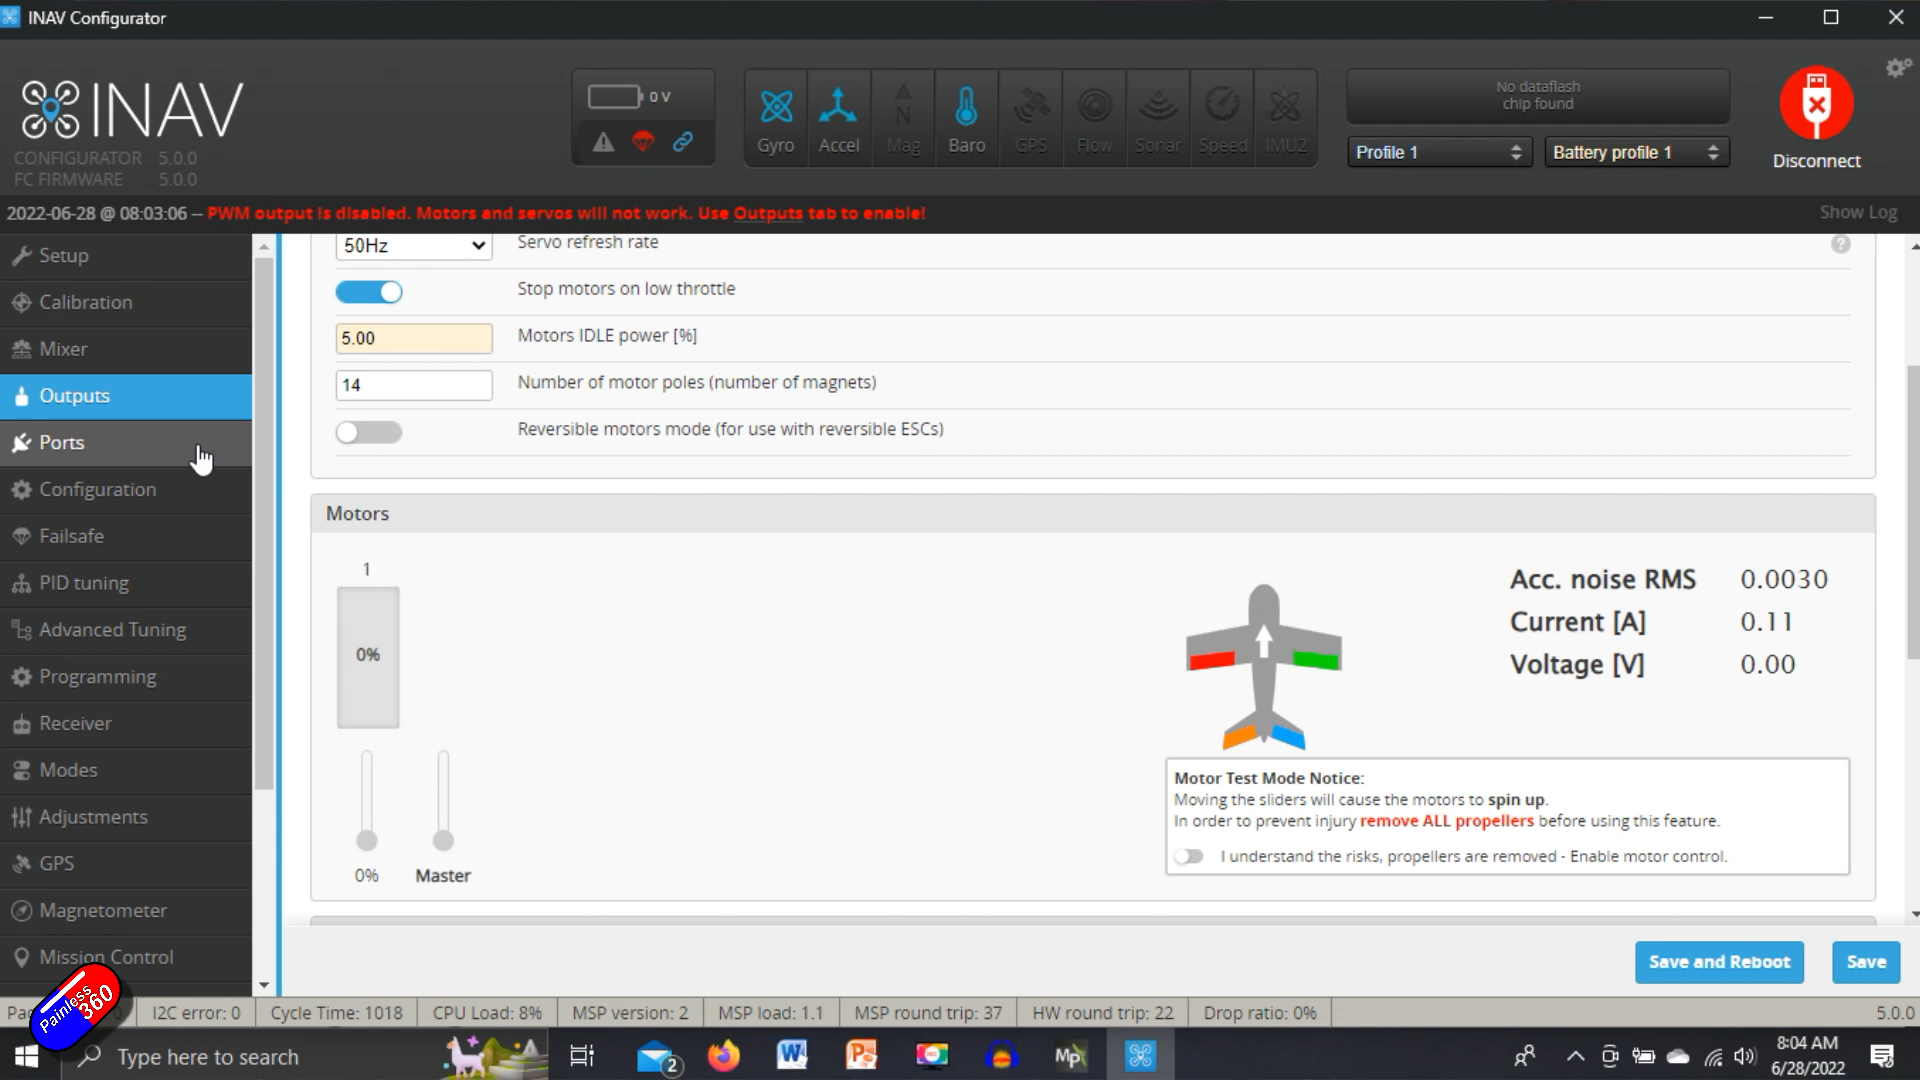 INAV Configurator
INAV
CONFIGURATOR 5.0.0
FC FIRMWARE 5.0.0
0 V
Gyro
Accel
Mag
Baro
GPS
Flow
Sonar
Speed
IMU2
No dataflash
chip found
Profile 1
Battery profile 1
Disconnect
2022-06-28 @ 08:03:06 -- PWM output is disabled. Motors and servos will not work. Use Outputs tab to enable!
Show Log
Setup
Calibration
Mixer
Outputs
Ports
Configuration
Failsafe
PID tuning
Advanced Tuning
Programming
Receiver
Modes
Adjustments
GPS
Magnetometer
Mission Control
50Hz Servo refresh rate
Stop motors on low throttle
5.00 Motors IDLE power [%]
14 Number of motor poles (number of magnets)
Reversible motors mode (for use with reversible ESCs)
Motors
1
0%
0% Master
Acc. noise RMS 0.0030
Current [A] 0.11
Voltage [V] 0.00
Motor Test Mode Notice:
Moving the sliders will cause the motors to spin up.
In order to prevent injury remove ALL propellers before using this feature.
I understand the risks, propellers are removed - Enable motor control.
Save and Reboot
Save
I2C error: 0 Cycle Time: 1018 CPU Load: 8% MSP version: 2 MSP load: 1.1 MSP round trip: 37 HW round trip: 22 Drop ratio: 0% 5.0.0
Painless 360
Type here to search
2
8:04 AM
6/28/2022